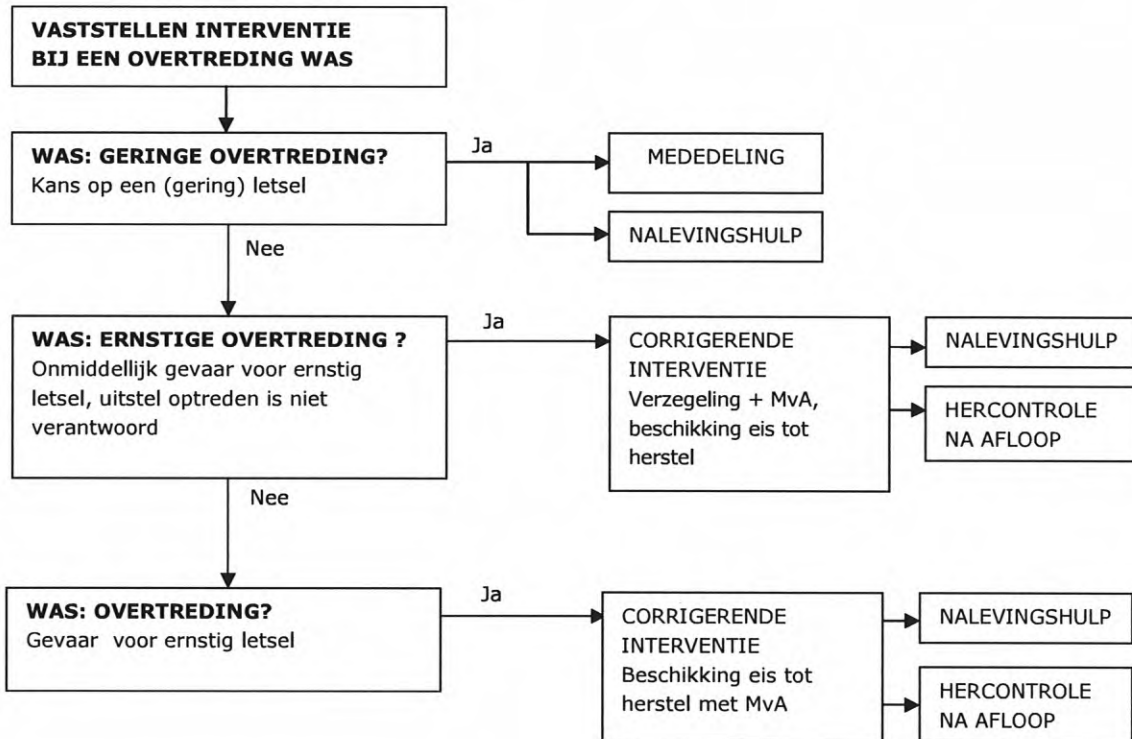 VASTSTELLEN INTERVENTIE
BIJ EEN OVERTREDING WAS
WAS: GERINGE OVERTREDING?
Kans op een (gering) letsel
Ja
MEDEDELING
NALEVINGSHULP
Nee
WAS: ERNSTIGE OVERTREDING ?
Onmiddellijk gevaar voor ernstig
letsel, uitstel optreden is niet
verantwoord
Ja
CORRIGERENDE
INTERVENTIE
Verzegeling + MvA,
beschikking eis tot
herstel
NALEVINGSHULP
HERCONTROLE
NA AFLOOP
Nee
WAS: OVERTREDING?
Gevaar voor ernstig letsel
Ja
CORRIGERENDE
INTERVENTIE
Beschikking eis tot
herstel met MvA
NALEVINGSHULP
HERCONTROLE
NA AFLOOP